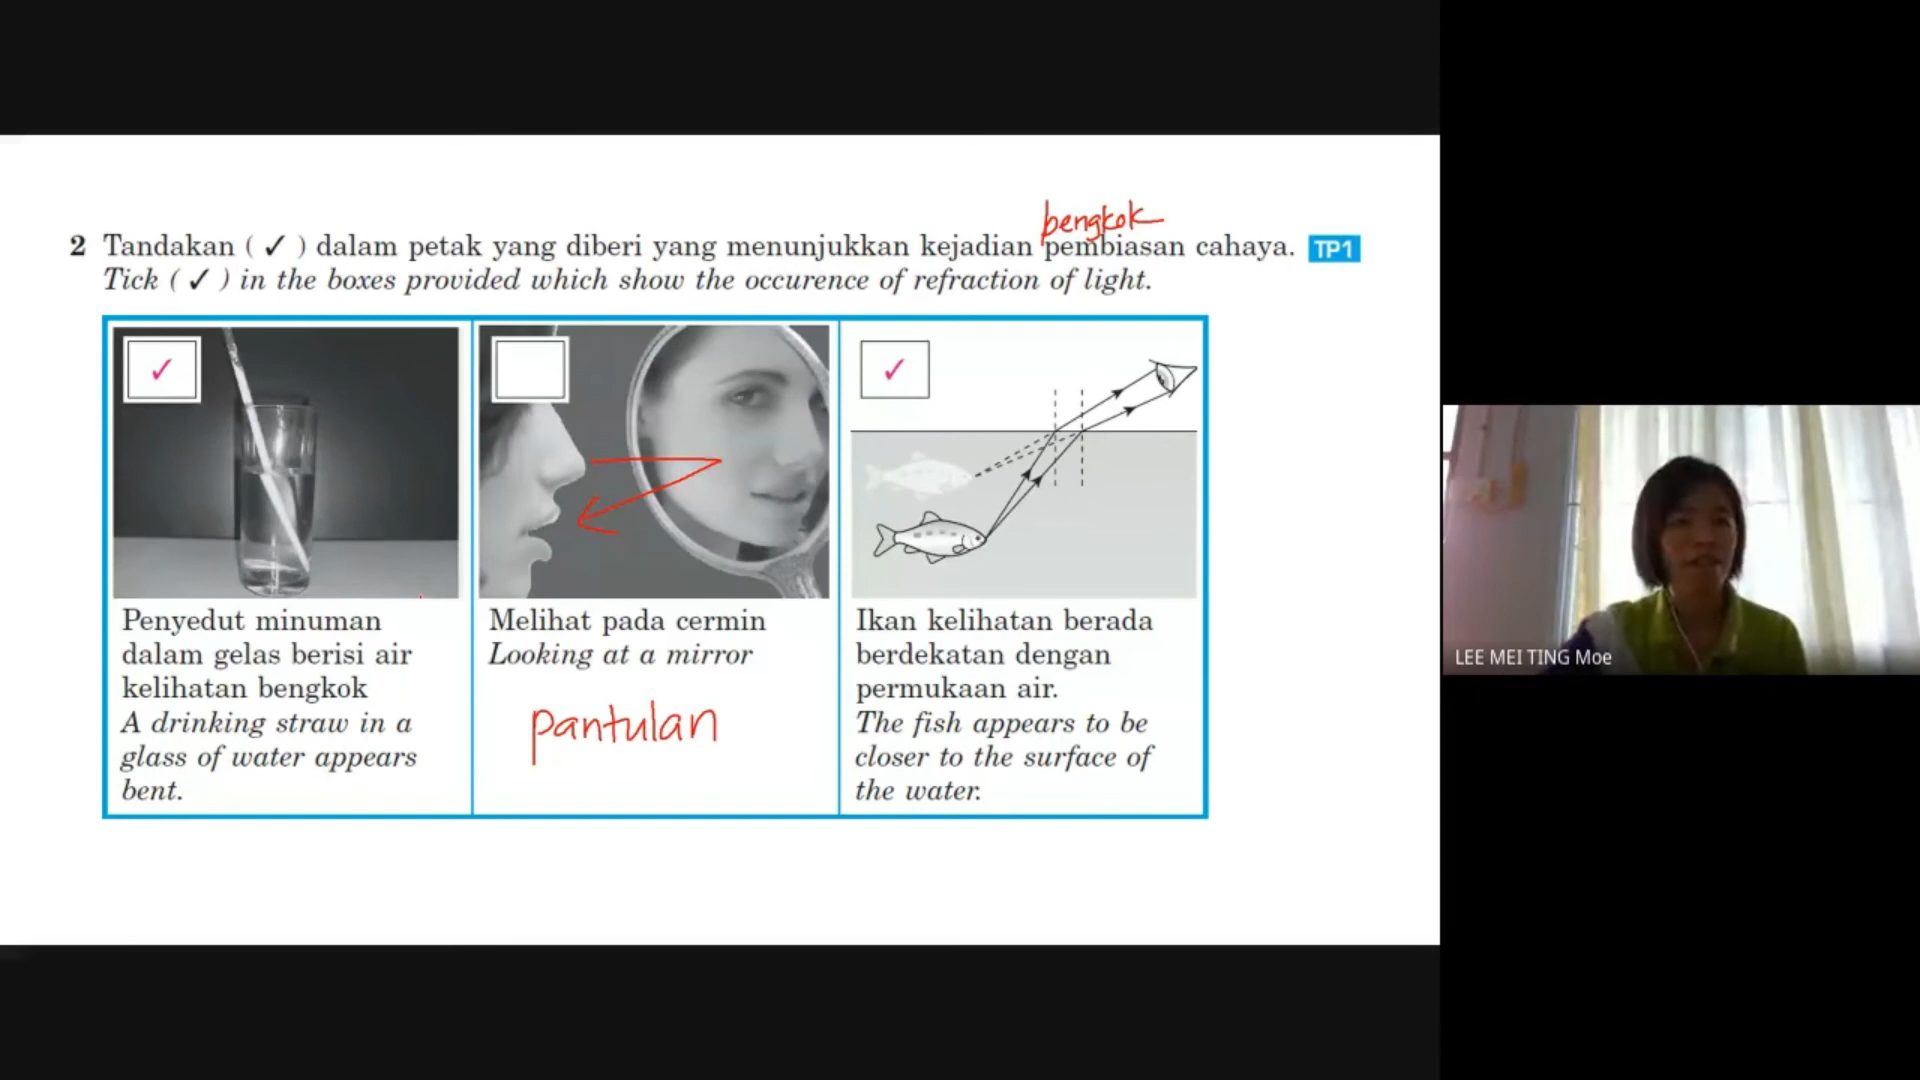 bengkok
2 Tandakan ( ✓ ) dalam petak yang diberi yang menunjukkan kejadian pembiasan cahaya. TP1
Tick ( ✓ ) in the boxes provided which show the occurence of refraction of light.
✓
✓
Penyedut minuman
dalam gelas berisi air
kelihatan bengkok
A drinking straw in a
glass of water appears
bent.
Melihat pada cermin
Looking at a mirror
pantulan
Ikan kelihatan berada
berdekatan dengan
permukaan air.
The fish appears to be
closer to the surface of
the water.
LEE MEI TING Moe